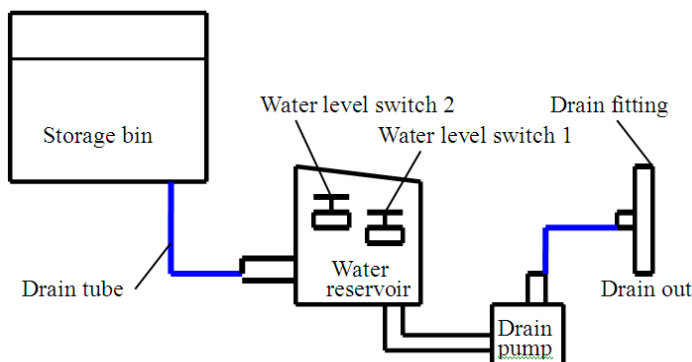 Water level switch 2
Drain fitting
Storage bin
Water level switch 1
Water
reservoir
Drain tube
Drain out
Drain
pump